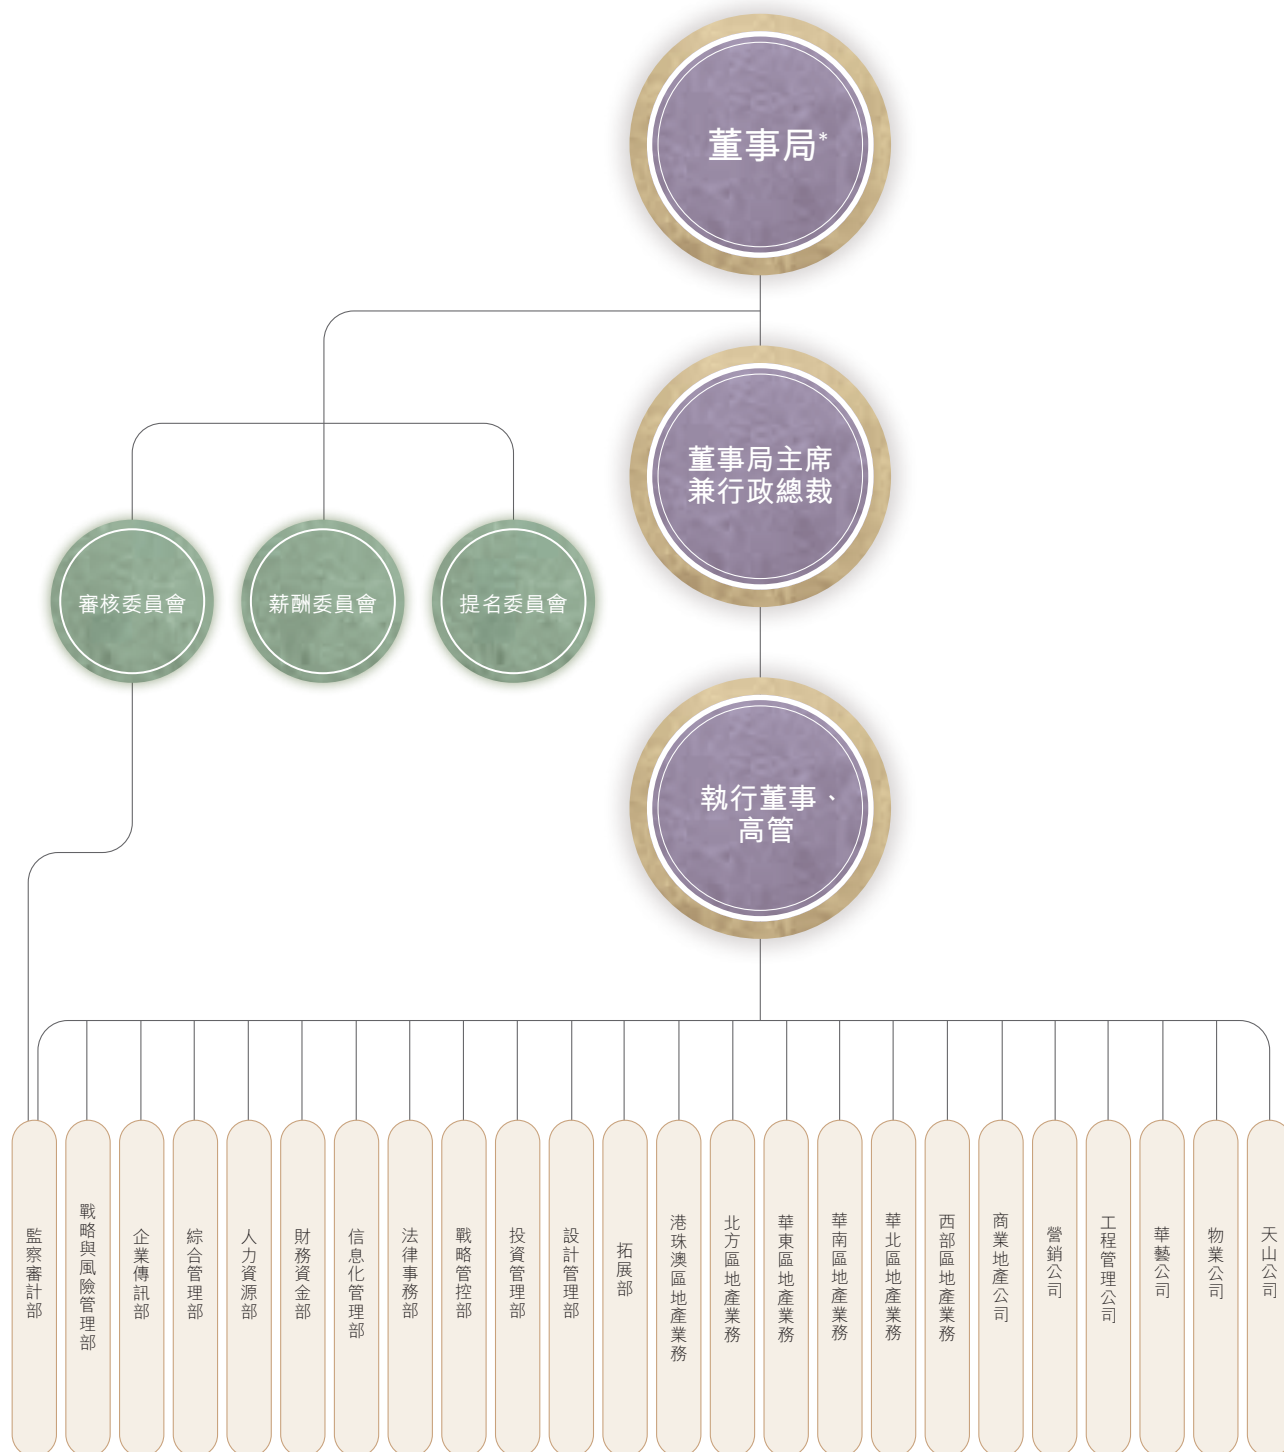 董事局*
董事局主席
兼行政總裁
審核委員會
薪酬委員會
提名委員會
執行董事、
高管
監察審計部
戰略與風險管理部
企業傳訊部
綜合管理部
人力資源部
財務資金部
信息化管理部
法律事務部
戰略管控部
投資管理部
設計管理部
拓展部
港珠澳區地產業務
北方區地產業務
華東區地產業務
華南區地產業務
華北區地產業務
西部區地產業務
商業地產公司
營銷公司
工程管理公司
華藝公司
物業公司
天山公司